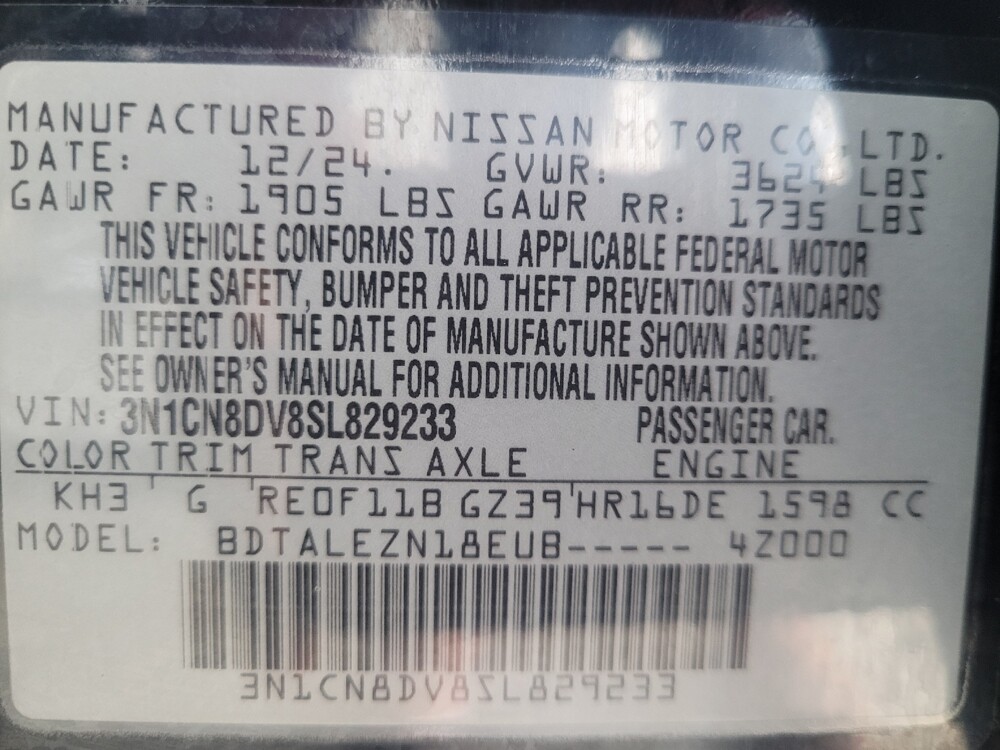 MANUFACTURED BY NISSAN MOTOR CO.,LTD.
DATE: 12/24. GVWR: 3624 LBS
GAWR FR: 1905 LBS GAWR RR: 1735 LBS
THIS VEHICLE CONFORMS TO ALL APPLICABLE FEDERAL MOTOR
VEHICLE SAFETY, BUMPER AND THEFT PREVENTION STANDARDS
IN EFFECT ON THE DATE OF MANUFACTURE SHOWN ABOVE.
SEE OWNER'S MANUAL FOR ADDITIONAL INFORMATION.
VIN: 3N1CN8DV8SL829233 PASSENGER CAR.
COLOR TRIM TRANS AXLE ENGINE
KH3 G RE0F11B GZ39 HR16DE 1598 CC
MODEL: BDTALEZN18EUB----- 4Z000
3N1CN8DV8SL829233